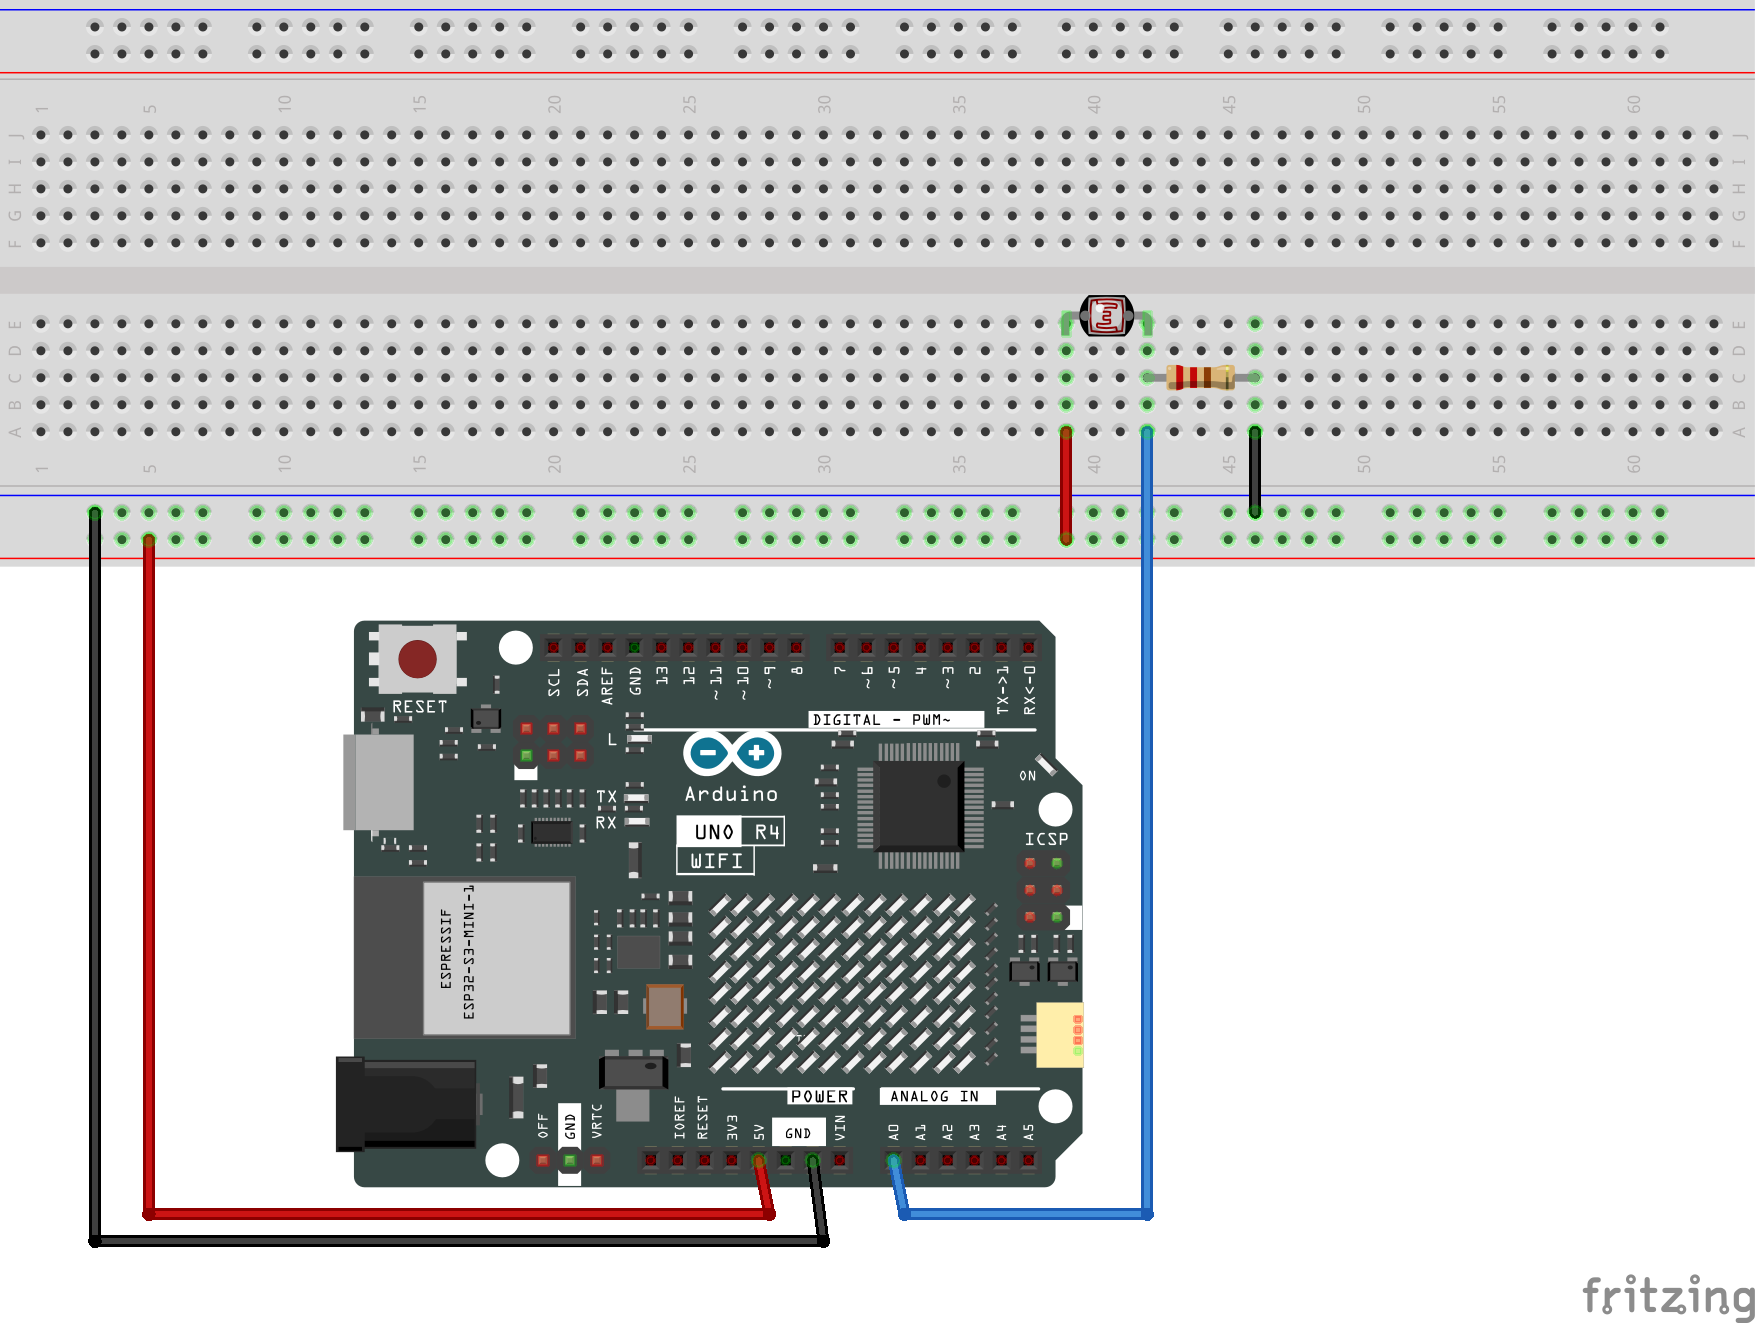 1 5 10 15 20 25 30 35 40 45 50 55 60
J J
I I
H H
G G
F F
E E
D D
C C
B B
A A
1 5 10 15 20 25 30 35 40 45 50 55 60
RESET
SCL SDA AREF GND 13 12 ~11 ~10 ~9 8 7 ~6 ~5 4 ~3 2 TX->1 RX<-0
DIGITAL - PWM~
L
ON
Arduino
TX
RX
UNO R4
WIFI
ICSP
ESPRESSIF
ESP32-S3-MINI-1
POWER
ANALOG IN
OFF GND VRTC IOREF RESET 3V3 5V GND VIN A0 A1 A2 A3 A4 A5
fritzing